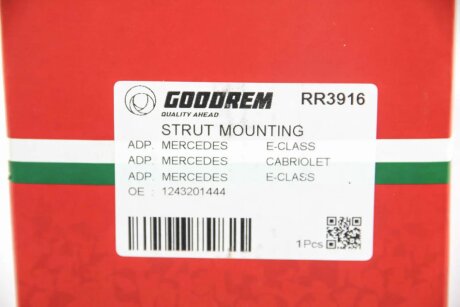 GOODREM RR3916
QUALITY AHEAD
STRUT MOUNTING
ADP. MERCEDES E-CLASS
ADP. MERCEDES CABRIOLET
ADP. MERCEDES E-CLASS
OE : 1243201444
1Pcs